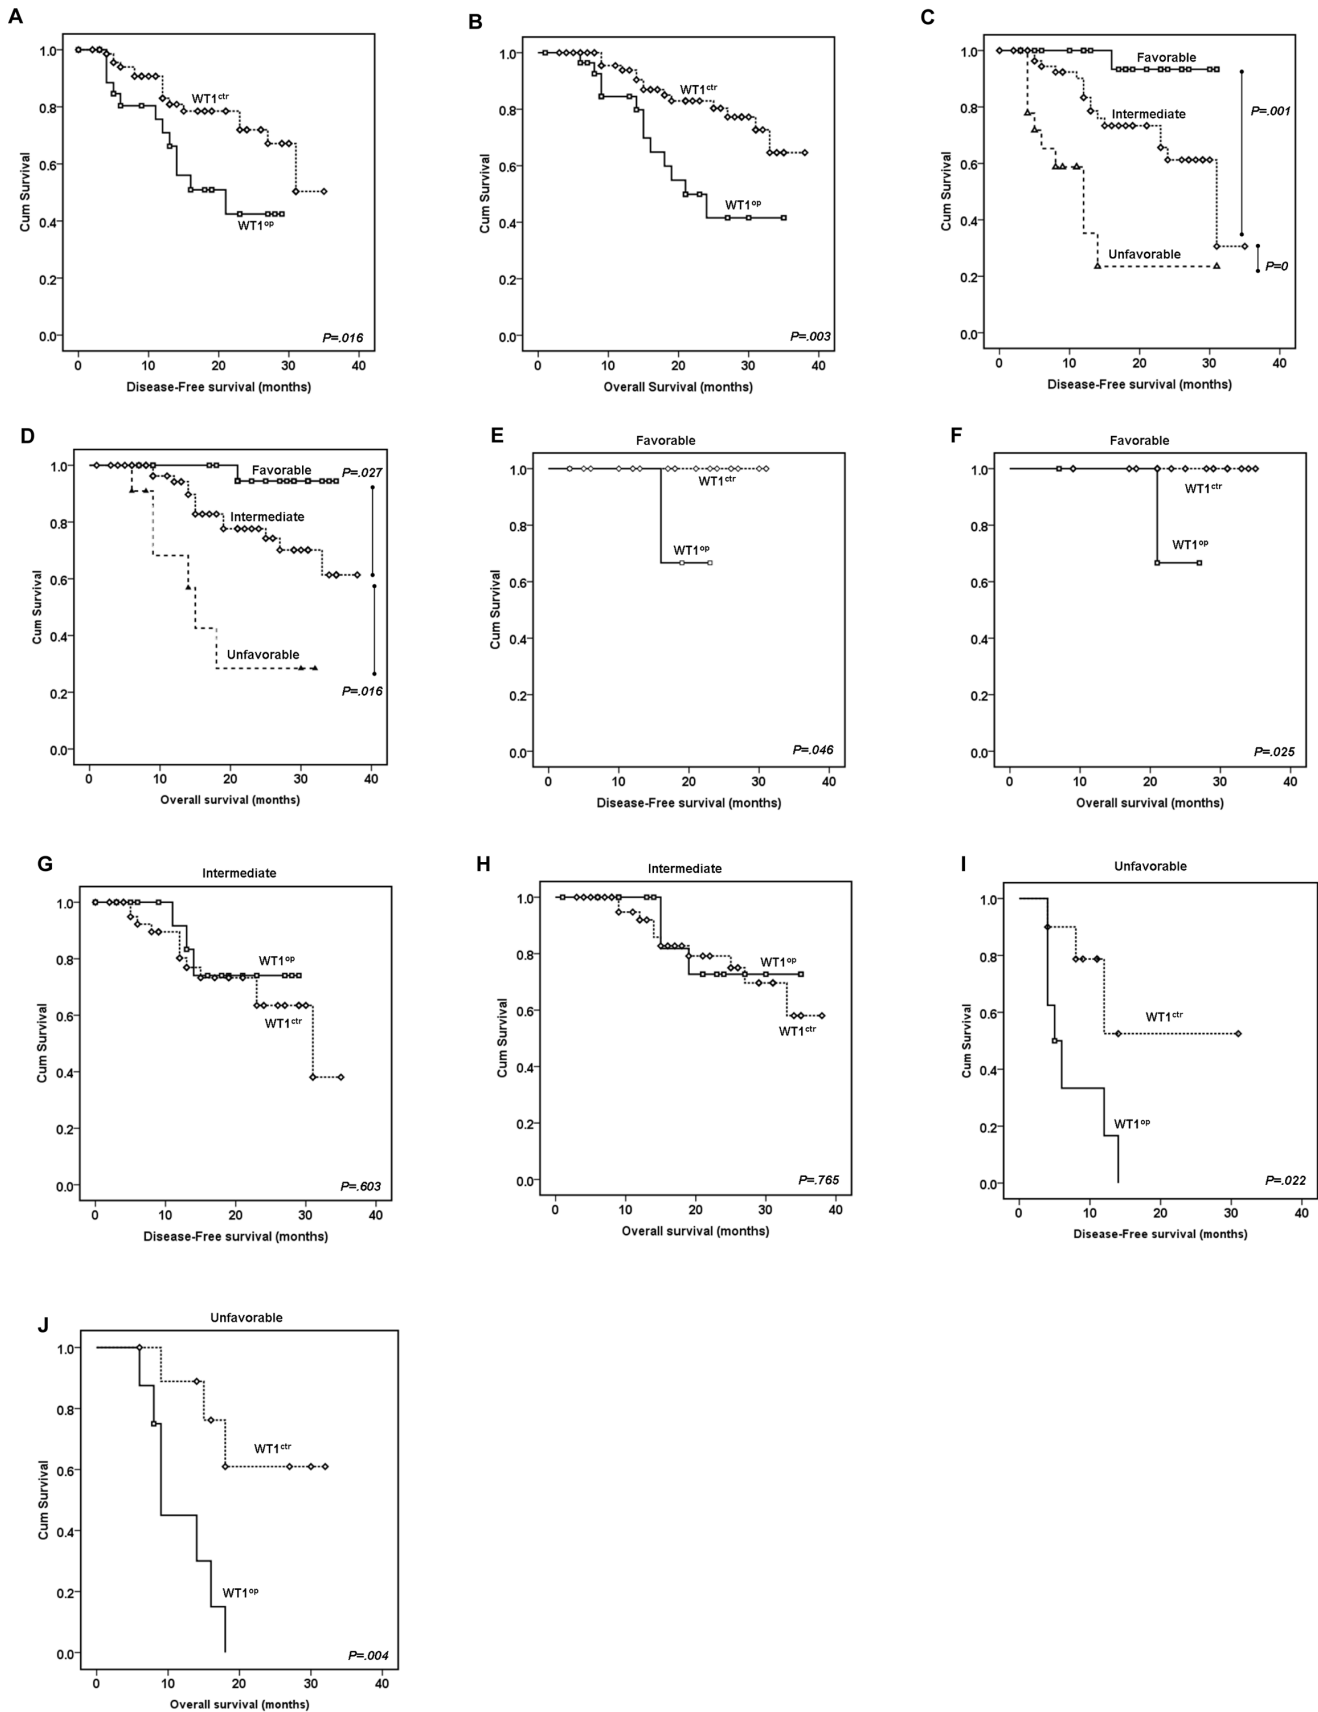 A
1.0
0.8
0.6
0.4
0.2
0.0
Cum Survival
WT1ctr
WT1op
P=.016
0 10 20 30 40
Disease-Free survival (months)
B
1.0
0.8
0.6
0.4
0.2
0.0
Cum Survival
WT1ctr
WT1op
P=.003
0 10 20 30 40
Overall Survival (months)
C
1.0
0.8
0.6
0.4
0.2
0.0
Cum Survival
Favorable
P=.001
Intermediate
Unfavorable
P=0
0 10 20 30 40
Disease-Free survival (months)
D
1.0
0.8
0.6
0.4
0.2
0.0
Cum Survival
Favorable
P=.027
Intermediate
Unfavorable
P=.016
0 10 20 30 40
Overall survival (months)
E
Favorable
1.0
0.8
0.6
0.4
0.2
0.0
Cum Survival
WT1ctr
WT1op
P=.046
0 10 20 30 40
Disease-Free survival (months)
F
Favorable
1.0
0.8
0.6
0.4
0.2
0.0
Cum Survival
WT1ctr
WT1op
P=.025
0 10 20 30 40
Overall survival (months)
G
Intermediate
1.0
0.8
0.6
0.4
0.2
0.0
Cum Survival
WT1op
WT1ctr
P=.603
0 10 20 30 40
Disease-Free survival (months)
H
Intermediate
1.0
0.8
0.6
0.4
0.2
0.0
Cum Survival
WT1op
WT1ctr
P=.765
0 10 20 30 40
Overall survival (months)
I
Unfavorable
1.0
0.8
0.6
0.4
0.2
0.0
Cum Survival
WT1ctr
WT1op
P=.022
0 10 20 30 40
Disease-Free survival (months)
J
Unfavorable
1.0
0.8
0.6
0.4
0.2
0.0
Cum Survival
WT1ctr
WT1op
P=.004
0 10 20 30 40
Overall survival (months)